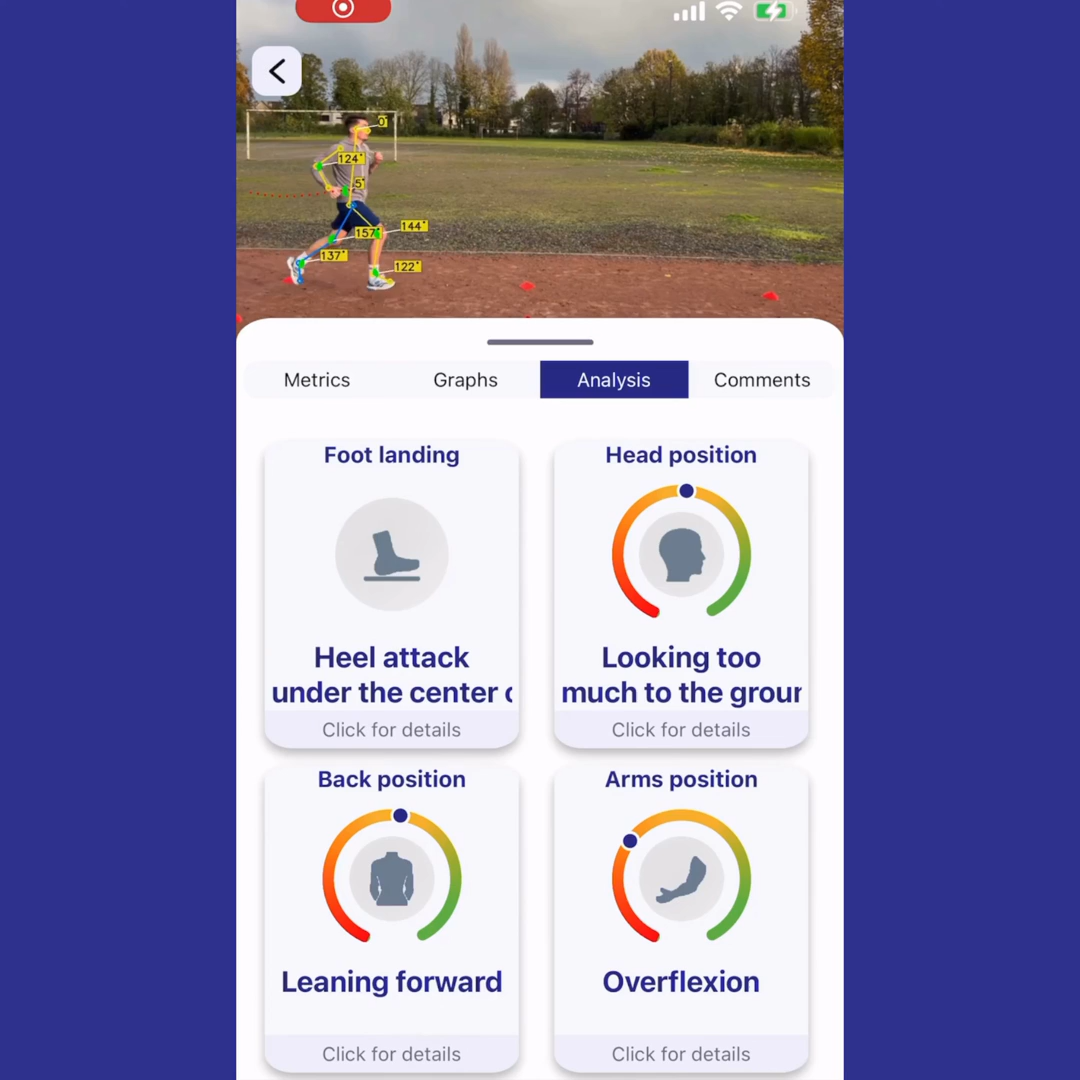 0°
124°
5°
144°
157°
137°
122°
Metrics
Graphs
Analysis
Comments
Foot landing
Head position
Heel attack
under the center
Looking too
much to the
Click for details
Click for details
Back position
Arms position
Leaning forward
Overflexion
Click for details
Click for details